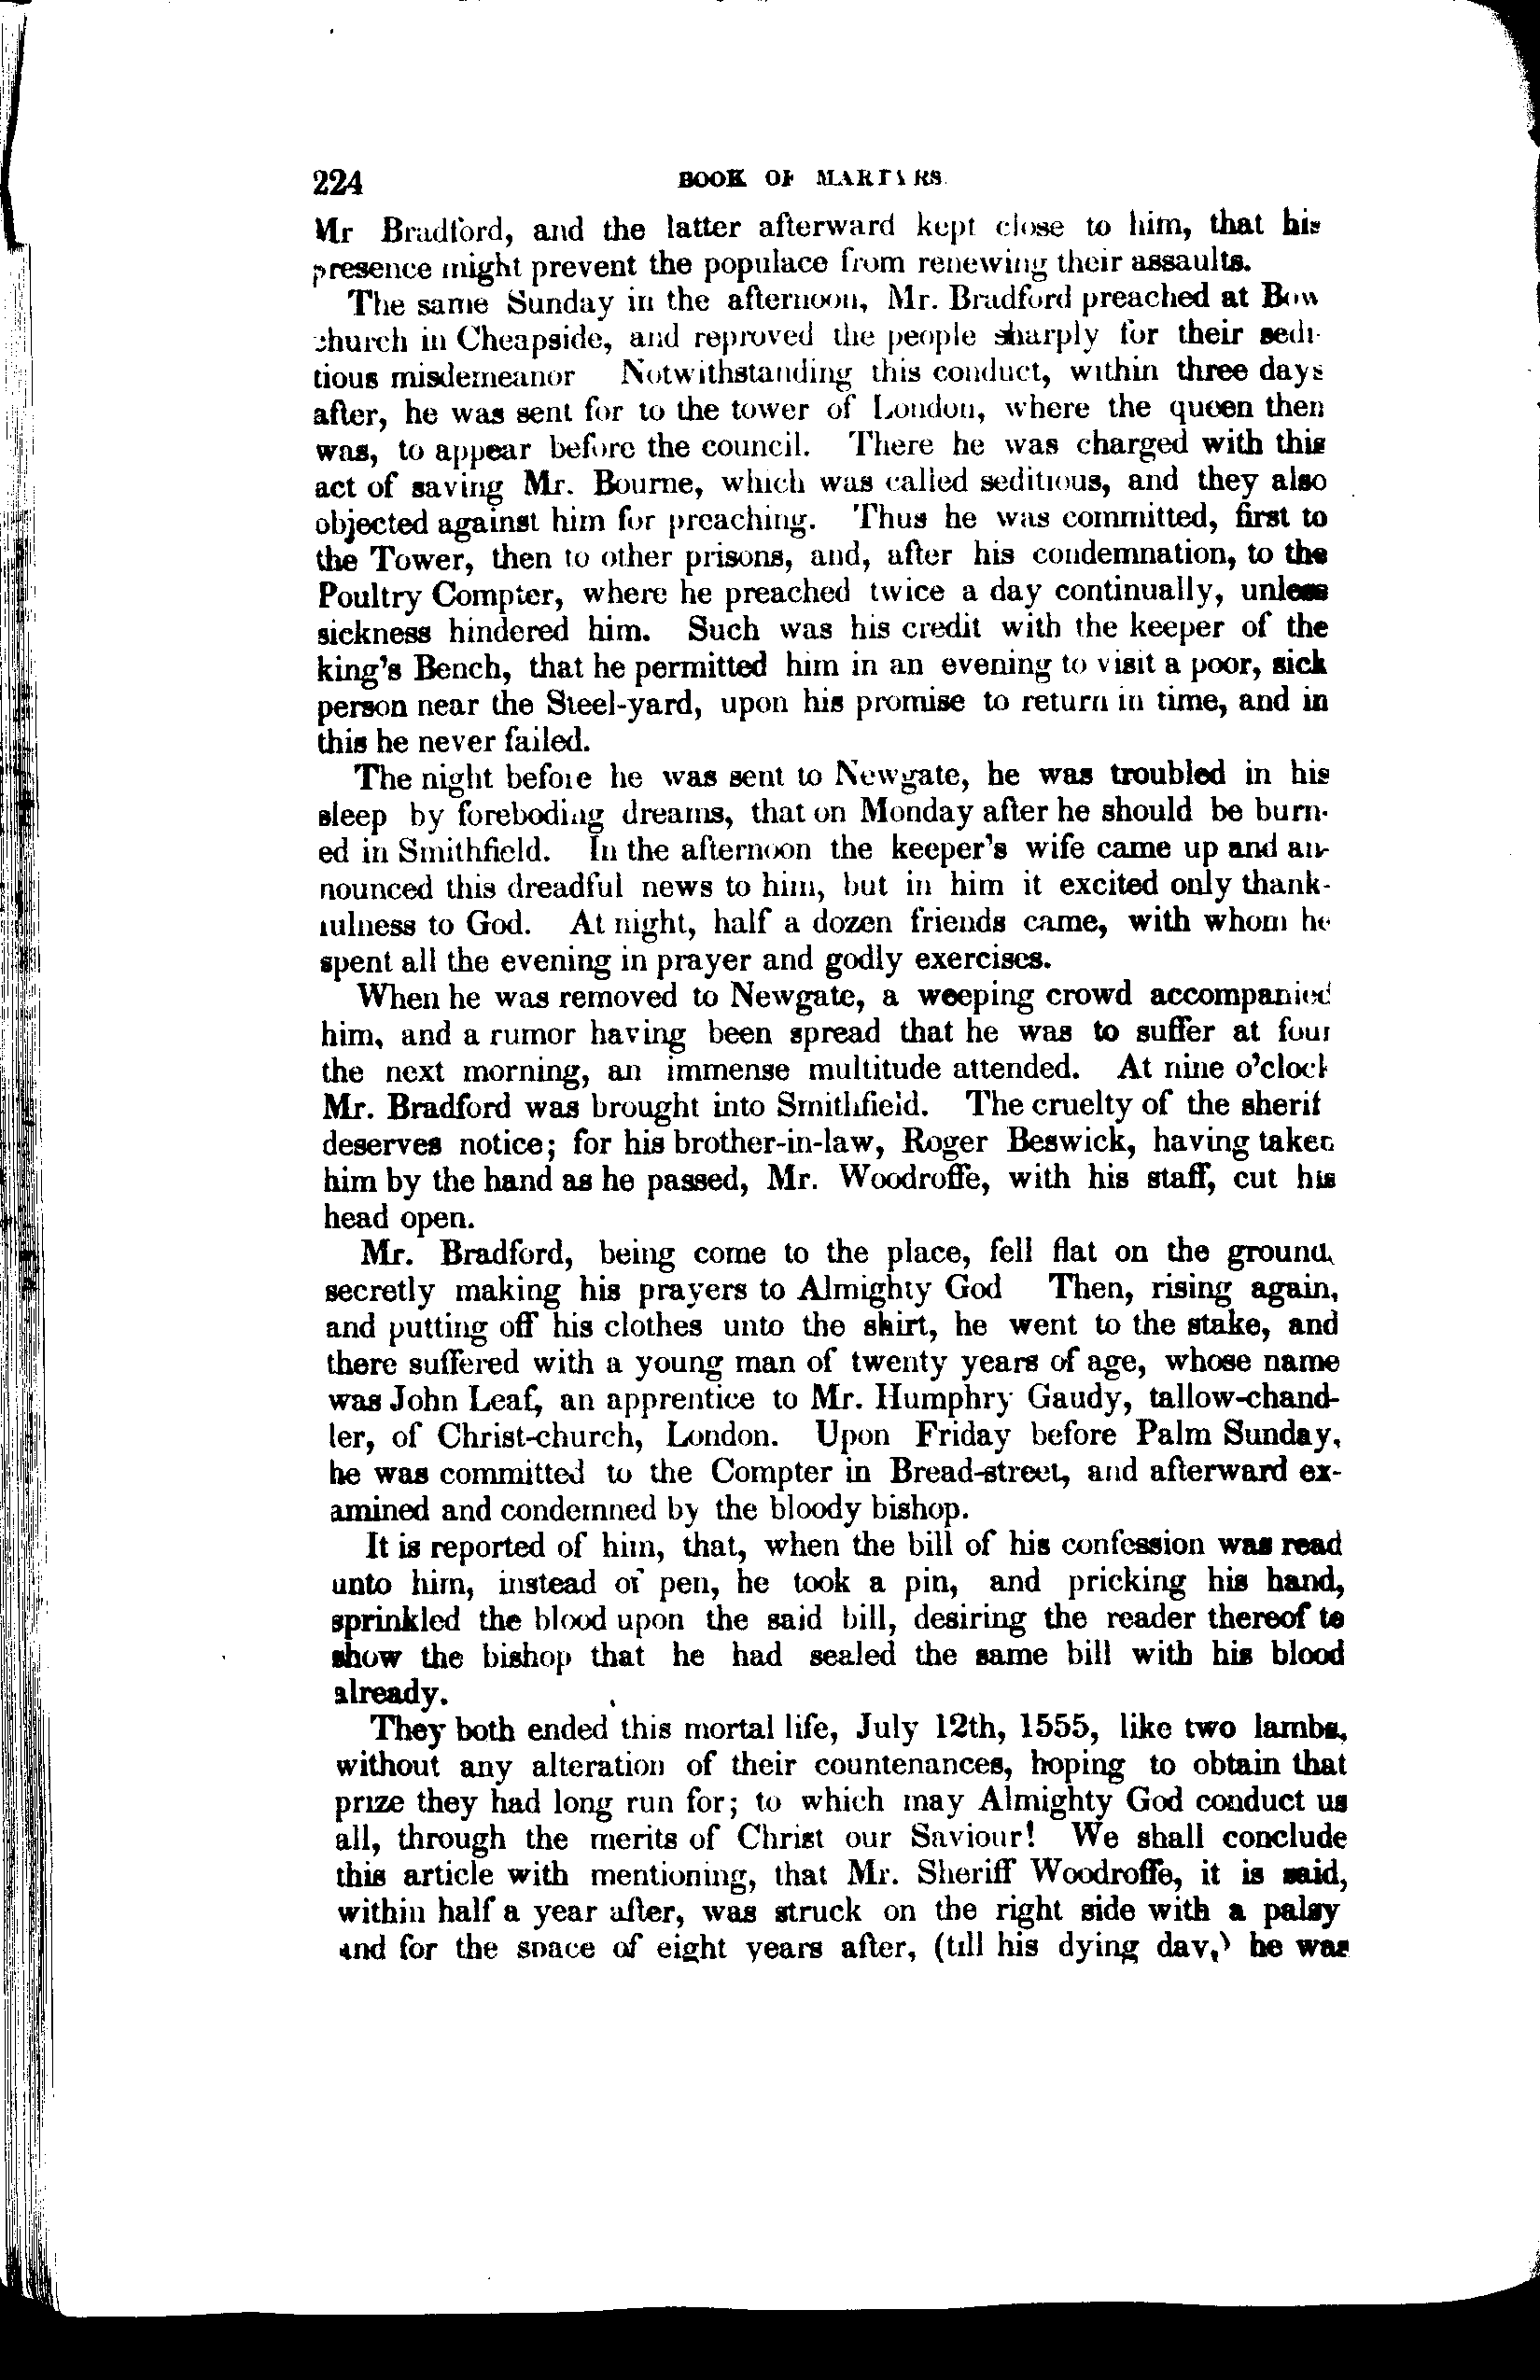 224 BOOK OF MARTYRS.
Mr Bradford, and the latter afterward kept close to him, that his
presence might prevent the populace from renewing their assaults.
The same Sunday in the afternoon, Mr. Bradford preached at Bow
church in Cheapside, and reproved the people sharply for their sedi-
tious misdemeanor Notwithstanding this conduct, within three days
after, he was sent for to the tower of London, where the queen then
was, to appear before the council. There he was charged with this
act of saving Mr. Bourne, which was called seditious, and they also
objected against him for preaching. Thus he was committed, first to
the Tower, then to other prisons, and, after his condemnation, to the
Poultry Compter, where he preached twice a day continually, unless
sickness hindered him. Such was his credit with the keeper of the
king's Bench, that he permitted him in an evening to visit a poor, sick
person near the Steel-yard, upon his promise to return in time, and in
this he never failed.
The night before he was sent to Newgate, he was troubled in his
sleep by foreboding dreams, that on Monday after he should be burn-
ed in Smithfield. In the afternoon the keeper's wife came up and an-
nounced this dreadful news to him, but in him it excited only thank-
fulness to God. At night, half a dozen friends came, with whom he
spent all the evening in prayer and godly exercises.
When he was removed to Newgate, a weeping crowd accompanied
him, and a rumor having been spread that he was to suffer at four
the next morning, an immense multitude attended. At nine o'clock
Mr. Bradford was brought into Smithfield. The cruelty of the sherif
deserves notice; for his brother-in-law, Roger Beswick, having taken
him by the hand as he passed, Mr. Woodroffe, with his staff, cut his
head open.
Mr. Bradford, being come to the place, fell flat on the ground,
secretly making his prayers to Almighty God Then, rising again,
and putting off his clothes unto the shirt, he went to the stake, and
there suffered with a young man of twenty years of age, whose name
was John Leaf, an apprentice to Mr. Humphry Gaudy, tallow-chand-
ler, of Christ-church, London. Upon Friday before Palm Sunday,
he was committed to the Compter in Bread-street, and afterward ex-
amined and condemned by the bloody bishop.
It is reported of him, that, when the bill of his confession was read
unto him, instead of pen, he took a pin, and pricking his hand,
sprinkled the blood upon the said bill, desiring the reader thereof to
show the bishop that he had sealed the same bill with his blood
already.
They both ended this mortal life, July 12th, 1555, like two lambs,
without any alteration of their countenances, hoping to obtain that
prize they had long run for; to which may Almighty God conduct us
all, through the merits of Christ our Saviour! We shall conclude
this article with mentioning, that Mr. Sheriff Woodroffe, it is said,
within half a year after, was struck on the right side with a palsy
and for the space of eight years after, (till his dying day,) he was